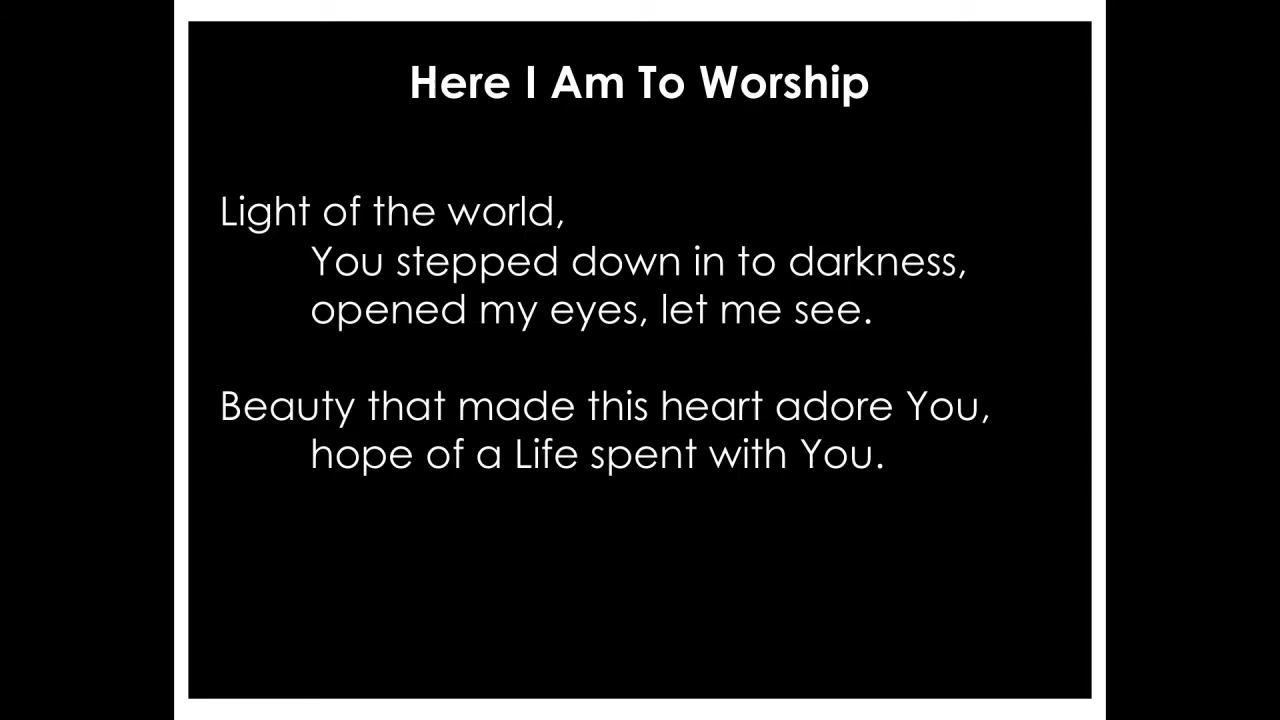 Here I Am To Worship
Light of the world,
You stepped down in to darkness,
opened my eyes, let me see.
Beauty that made this heart adore You,
hope of a Life spent with You.